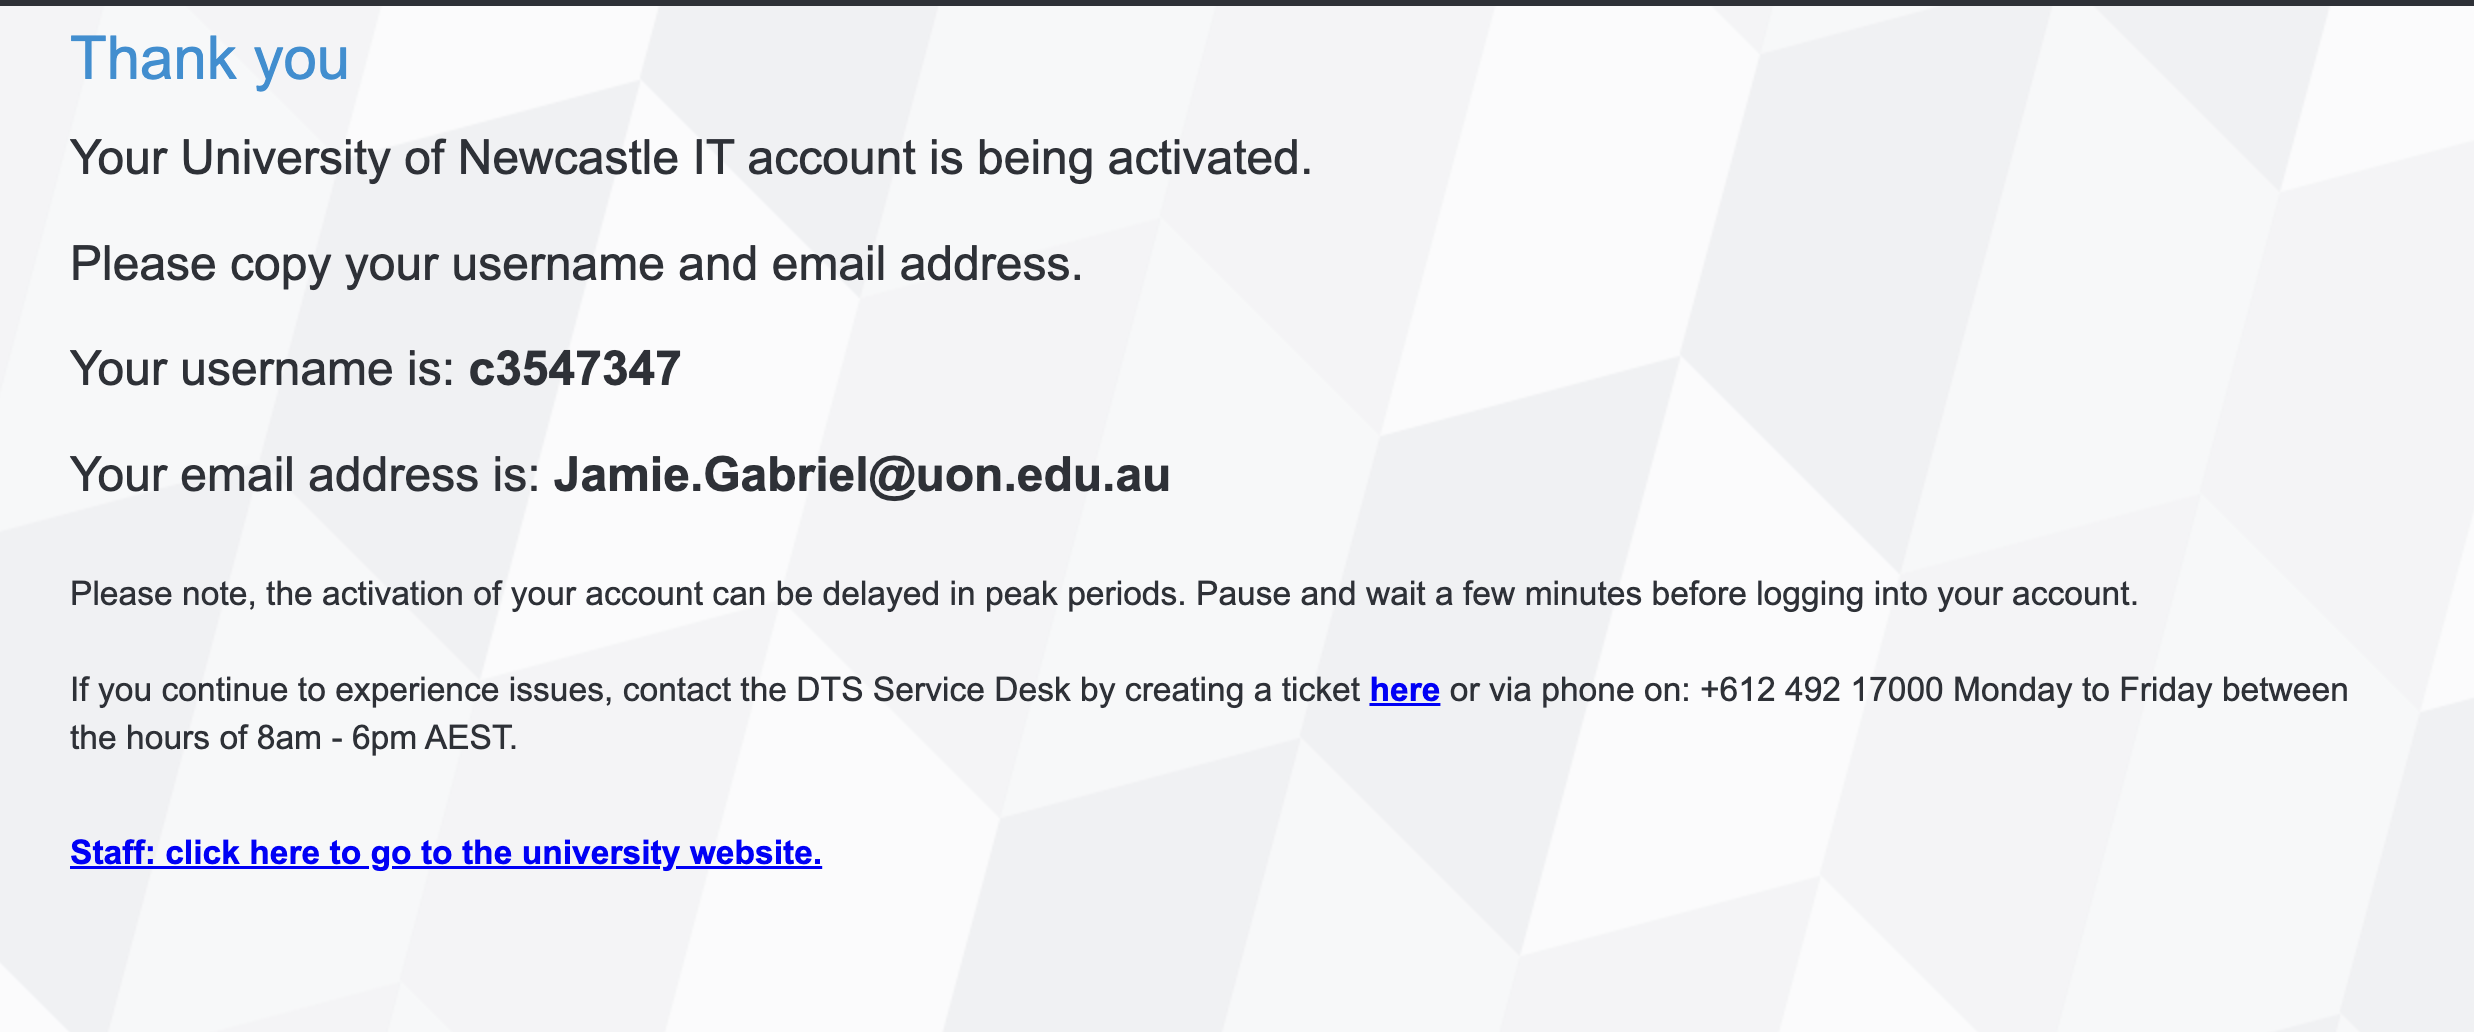 Thank you
Your University of Newcastle IT account is being activated.
Please copy your username and email address.
Your username is: c3547347
Your email address is: Jamie.Gabriel@uon.edu.au
Please note, the activation of your account can be delayed in peak periods. Pause and wait a few minutes before logging into your account.
If you continue to experience issues, contact the DTS Service Desk by creating a ticket here or via phone on: +612 492 17000 Monday to Friday between
the hours of 8am - 6pm AEST.
Staff: click here to go to the university website.